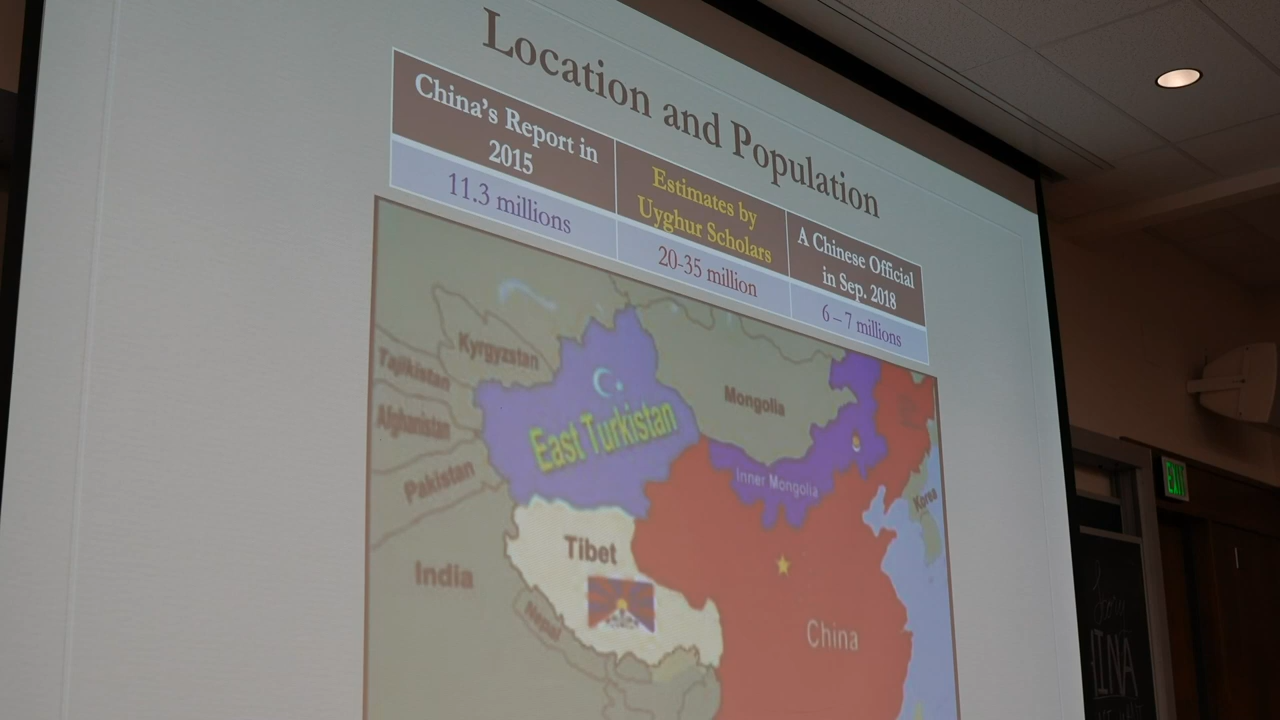 Location and Population
China's Report in
2015
Estimates by
Uyghur Scholars
A Chinese Official
in Sep. 2018
11.3 millions
20-35 million
6 – 7 millions
Kyrgyzstan
Tajikistan
Afghanistan
Pakistan
India
Nepal
East Turkistan
Mongolia
Inner Mongolia
Tibet
China
Korea
EXIT